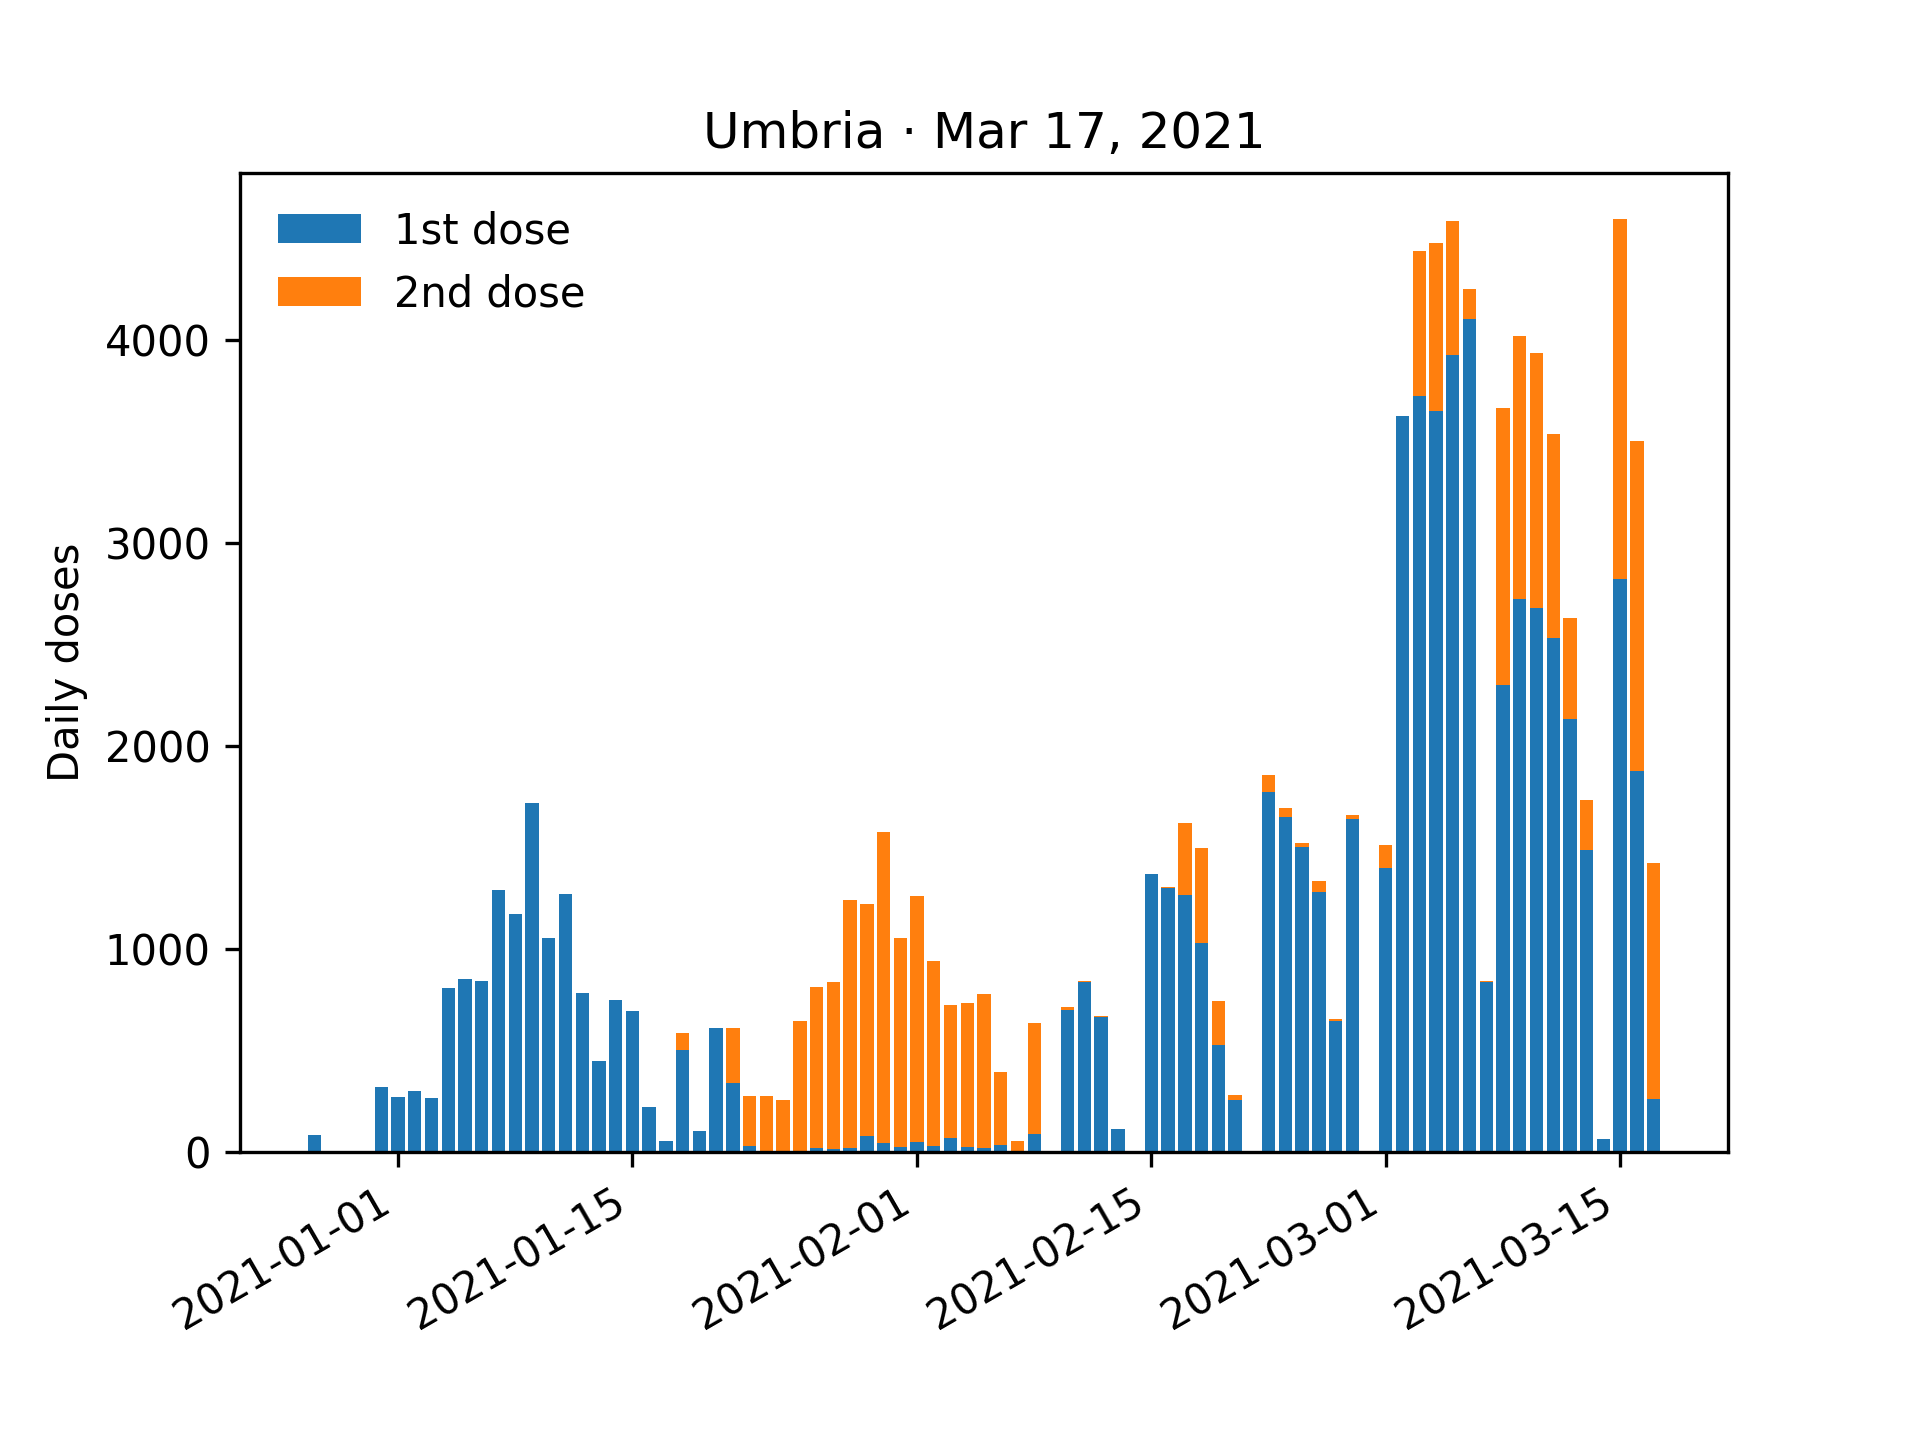 Umbria · Mar 17, 2021
1st dose
2nd dose
Daily doses
4000
3000
2000
1000
0
2021-01-01
2021-01-15
2021-02-01
2021-02-15
2021-03-01
2021-03-15